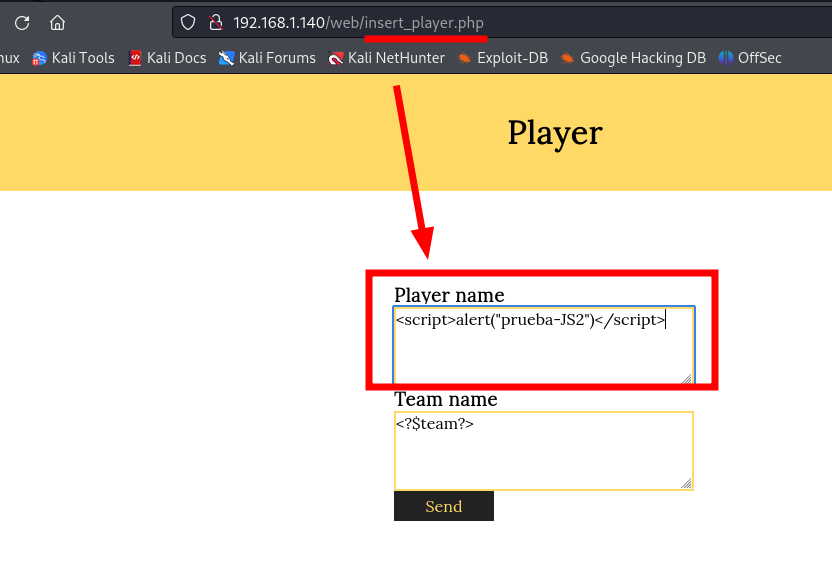 192.168.1.140/web/insert_player.php
nux Kali Tools Kali Docs Kali Forums Kali NetHunter Exploit-DB Google Hacking DB OffSec
Player
Player name
<script>alert("prueba-JS2")</script>
Team name
<?$team?>
Send